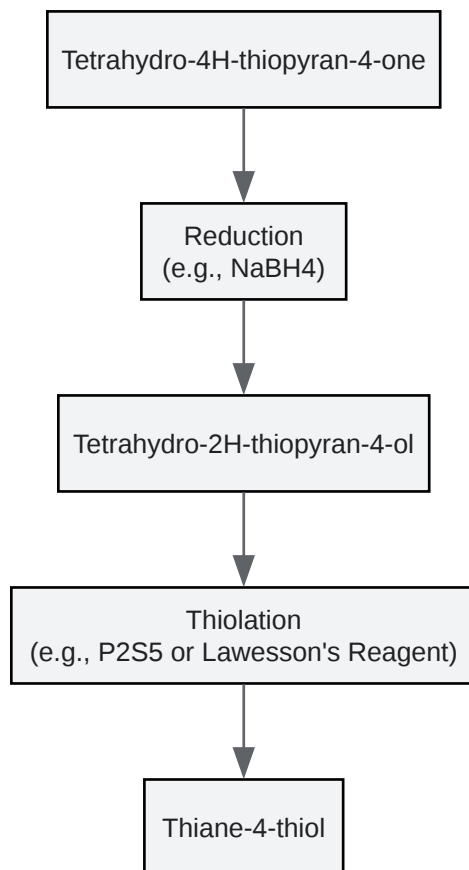 Tetrahydro-4H-thiopyran-4-one
Reduction
(e.g., NaBH4)
Tetrahydro-2H-thiopyran-4-ol
Thiolation
(e.g., P2S5 or Lawesson's Reagent)
Thiane-4-thiol